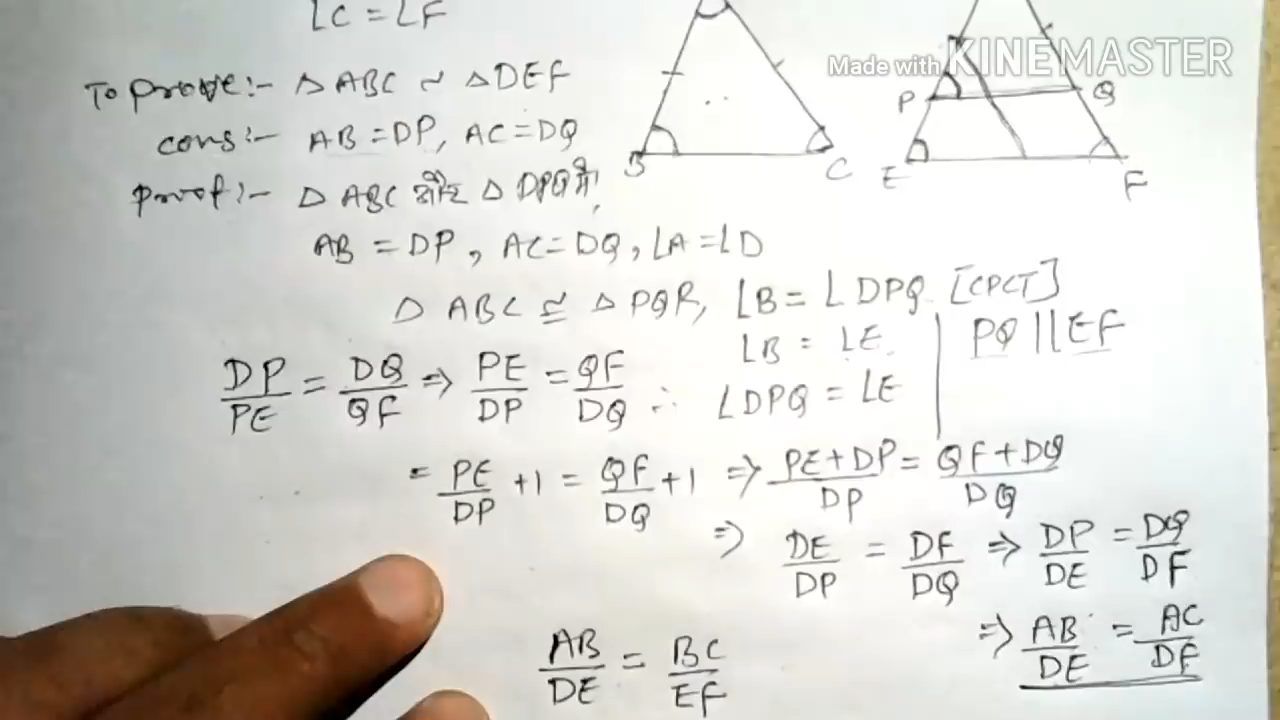 ∠C = ∠F
Made with KINEMASTER
To prove:- △ ABC ~ △ DEF
P Q
cons:- AB = DP, AC = DQ
B C E F
Proof:- △ ABC और △ DPQ में,
AB = DP, AC = DQ, ∠A = ∠D
△ ABC ≅ △ PQR, ∠B = ∠DPQ [CPCT]
∠B = ∠E | PQ || EF
DP/PE = DQ/QF ⇒ PE/DP = QF/DQ ∴ ∠DPQ = ∠E
= PE/DP + 1 = QF/DQ + 1 ⇒ PE+DP/DP = QF+DQ/DQ
⇒ DE/DP = DF/DQ ⇒ DP/DE = DQ/DF
⇒ AB/DE = AC/DF
AB/DE = BC/EF